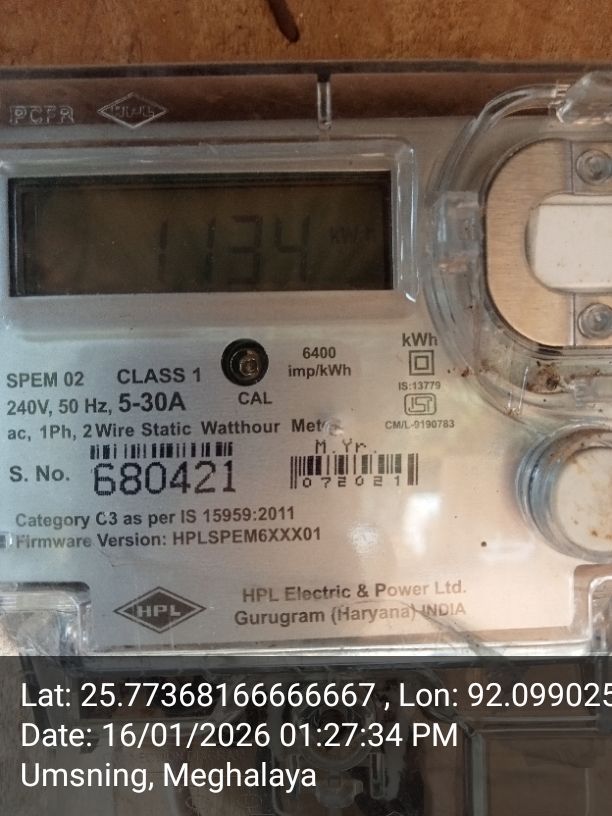 HPL
1134 kWh
6400
imp/kWh
kWh
SPEM 02 CLASS 1
CAL
IS:13779
240V, 50 Hz, 5-30A
ISI
CM/L-9190783
ac, 1Ph, 2 Wire Static Watthour Meter
M.Yr.
S. No. 680421
072021
Category C3 as per IS 15959:2011
Firmware Version: HPLSPEM6XXX01
HPL
HPL Electric & Power Ltd.
Gurugram (Haryana) INDIA
Lat: 25.77368166666667 , Lon: 92.099025
Date: 16/01/2026 01:27:34 PM
Umsning, Meghalaya